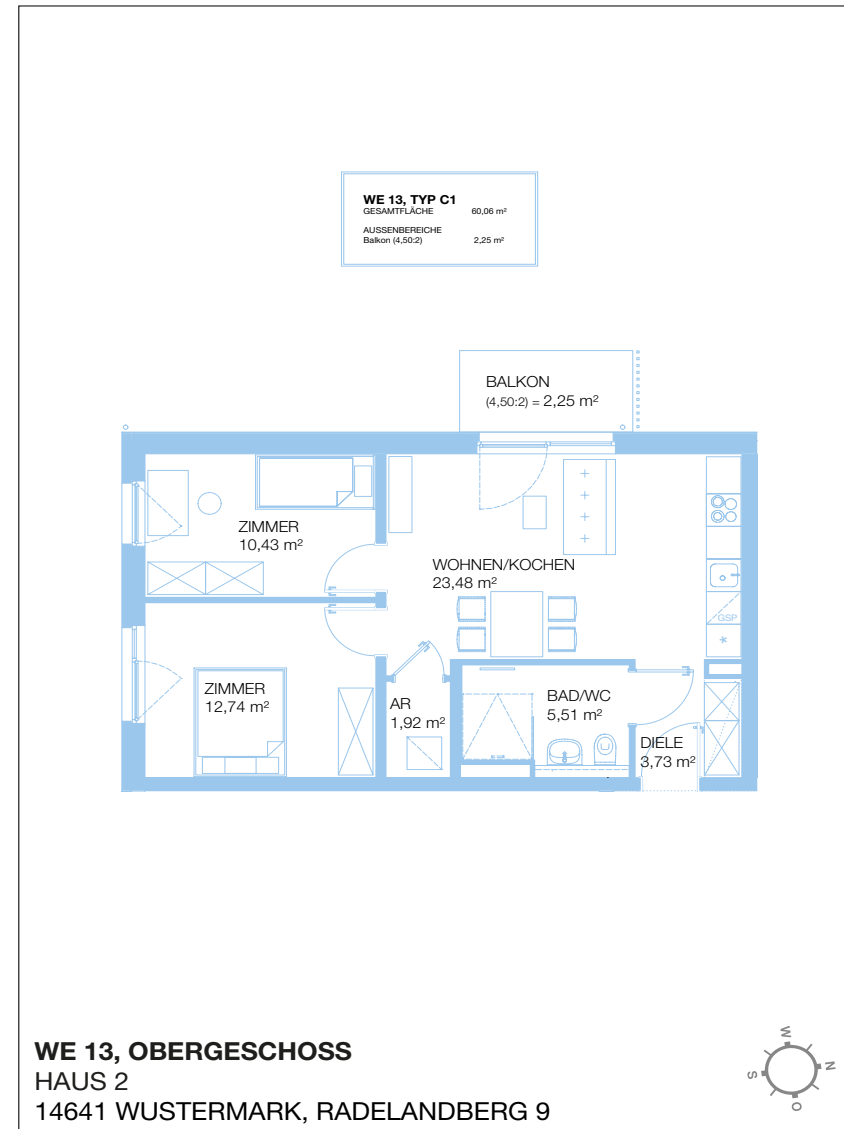 WE 13, TYP C1
GESAMTFLÄCHE 60,06 m²
AUSSENBEREICHE
Balkon (4,50:2) 2,25 m²
BALKON
(4,50:2) = 2,25 m²
ZIMMER
10,43 m²
WOHNEN/KOCHEN
23,48 m²
GSP
*
ZIMMER
12,74 m²
AR
1,92 m²
BAD/WC
5,51 m²
DIELE
3,73 m²
WE 13, OBERGESCHOSS
HAUS 2
14641 WUSTERMARK, RADELANDBERG 9
W
N
S
O